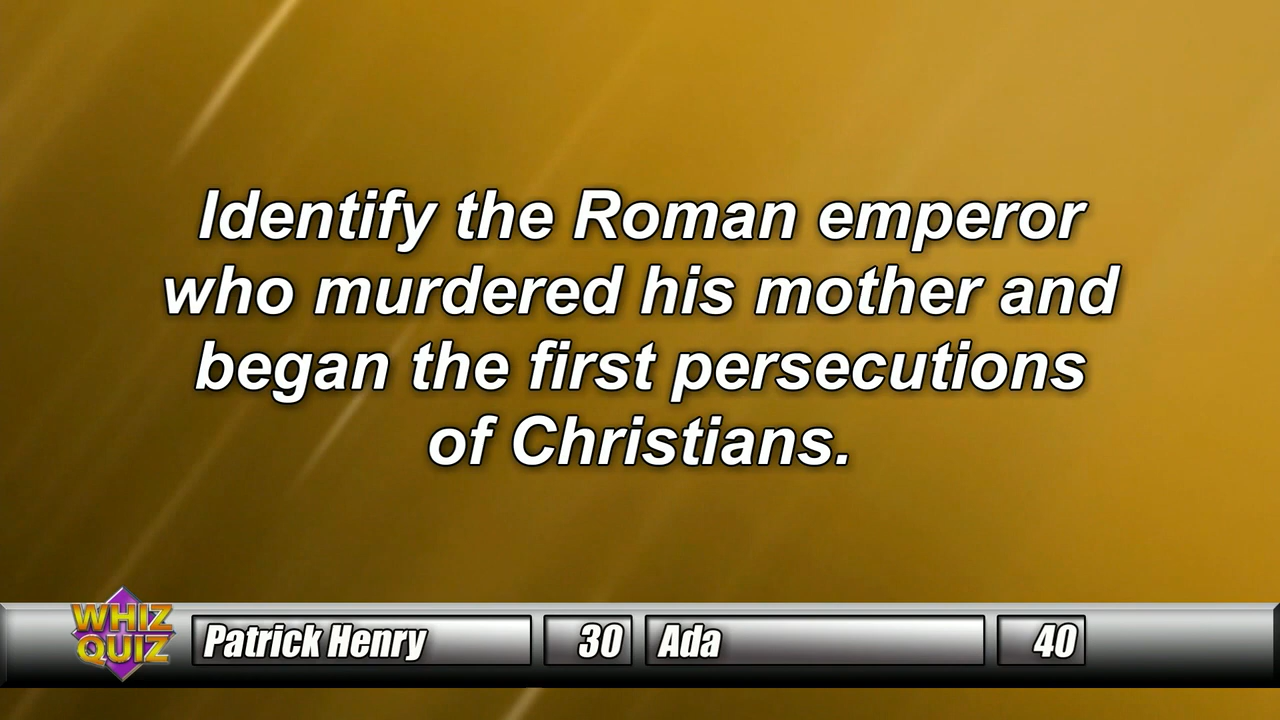 Identify the Roman emperor
who murdered his mother and
began the first persecutions
of Christians.
WHIZ
QUIZ
Patrick Henry 30 Ada 40